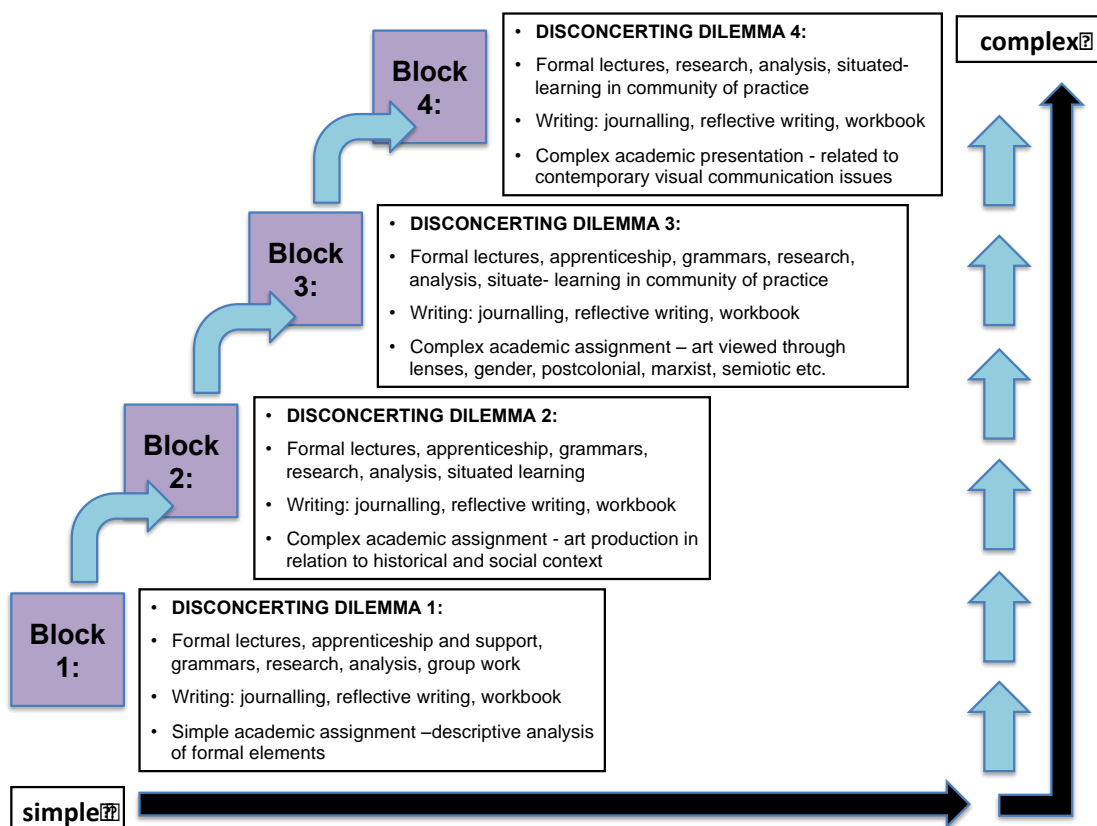 complex
Block
4:
• DISCONCERTING DILEMMA 4:
• Formal lectures, research, analysis, situated-
learning in community of practice
• Writing: journalling, reflective writing, workbook
• Complex academic presentation - related to
contemporary visual communication issues
Block
3:
• DISCONCERTING DILEMMA 3:
• Formal lectures, apprenticeship, grammars, research,
analysis, situate- learning in community of practice
• Writing: journalling, reflective writing, workbook
• Complex academic assignment – art viewed through
lenses, gender, postcolonial, marxist, semiotic etc.
Block
2:
• DISCONCERTING DILEMMA 2:
• Formal lectures, apprenticeship, grammars,
research, analysis, situated learning
• Writing: journalling, reflective writing, workbook
• Complex academic assignment - art production in
relation to historical and social context
Block
1:
• DISCONCERTING DILEMMA 1:
• Formal lectures, apprenticeship and support,
grammars, research, analysis, group work
• Writing: journalling, reflective writing, workbook
• Simple academic assignment –descriptive analysis
of formal elements
simple